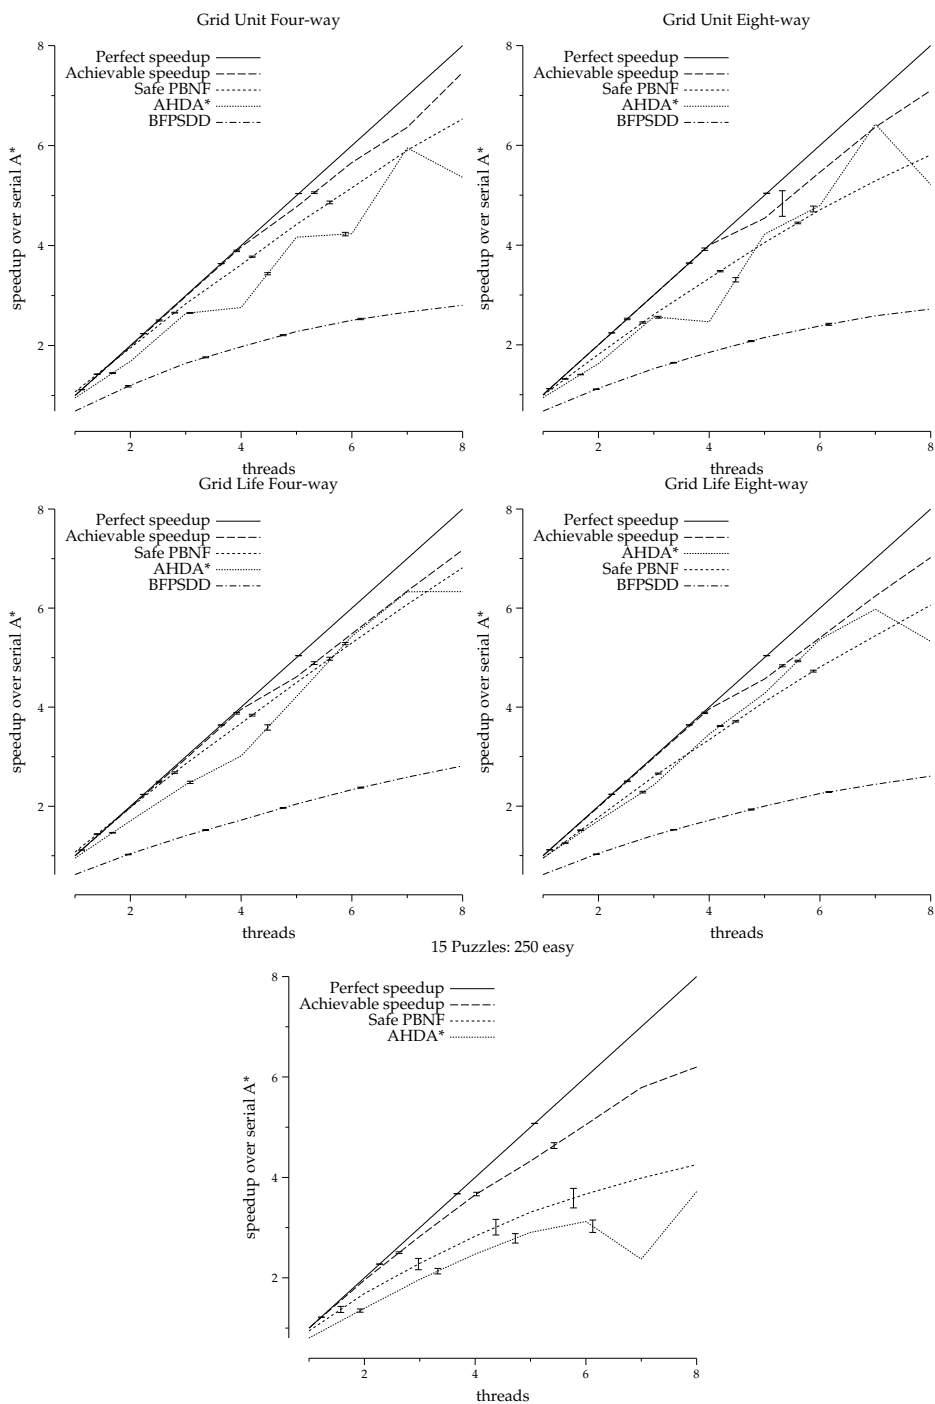 Grid Unit Four-way
Perfect speedup
Achievable speedup
Safe PBNF
AHDA*
BFPSDD
speedup over serial A*
8
6
4
2
2 4 6 8
threads
Grid Unit Eight-way
Perfect speedup
Achievable speedup
Safe PBNF
AHDA*
BFPSDD
speedup over serial A*
8
6
4
2
2 4 6 8
threads
Grid Life Four-way
Perfect speedup
Achievable speedup
Safe PBNF
AHDA*
BFPSDD
speedup over serial A*
8
6
4
2
2 4 6 8
threads
Grid Life Eight-way
Perfect speedup
Achievable speedup
AHDA*
Safe PBNF
BFPSDD
speedup over serial A*
8
6
4
2
2 4 6 8
threads
15 Puzzles: 250 easy
Perfect speedup
Achievable speedup
Safe PBNF
AHDA*
speedup over serial A*
8
6
4
2
2 4 6 8
threads